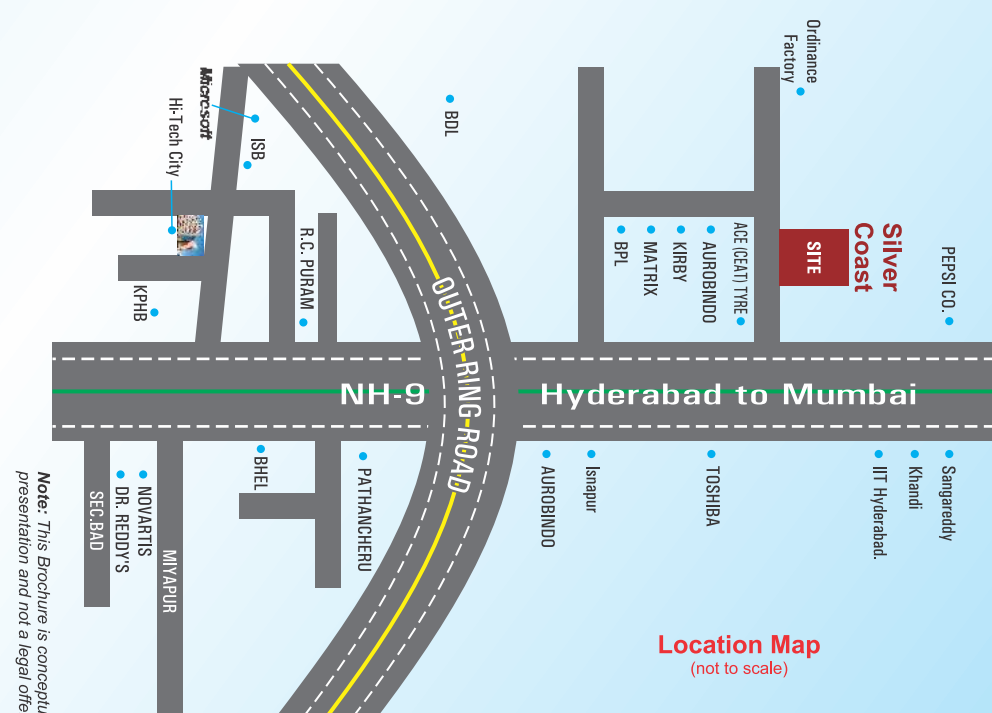 Ordinance
Factory
Microsoft
Hi-Tech City
ISB
BDL
R.C. PURAM
KPHB
BPL
MATRIX
KIRBY
AUROBINDO
ACE (CEAT) TYRE
SITE
Silver
Coast
PEPSI CO.
OUTER RING ROAD
NH-9
Hyderabad to Mumbai
SEC.BAD
DR. REDDY'S
NOVARTIS
MIYAPUR
BHEL
PATHANCHERU
AUROBINDO
Isnapur
TOSHIBA
IIT Hyderabad.
Khandi
Sangareddy
Location Map
(not to scale)
Note: This Brochure is conceptu
presentation and not a legal offe